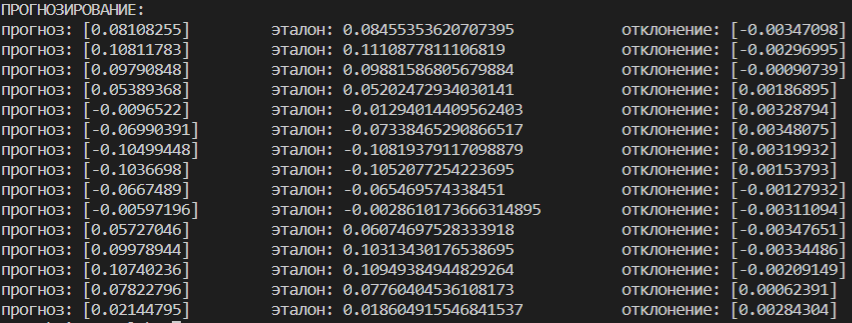 ПРОГНОЗИРОВАНИЕ:
прогноз: [0.08108255] эталон: 0.08455353620707395 отклонение: [-0.00347098]
прогноз: [0.10811783] эталон: 0.1110877811106819 отклонение: [-0.00296995]
прогноз: [0.09790848] эталон: 0.09881586805679884 отклонение: [-0.00090739]
прогноз: [0.05389368] эталон: 0.05202472934030141 отклонение: [0.00186895]
прогноз: [-0.0096522] эталон: -0.01294014409562403 отклонение: [0.00328794]
прогноз: [-0.06990391] эталон: -0.07338465290866517 отклонение: [0.00348075]
прогноз: [-0.10499448] эталон: -0.10819379117098879 отклонение: [0.00319932]
прогноз: [-0.1036698] эталон: -0.1052077254223695 отклонение: [0.00153793]
прогноз: [-0.0667489] эталон: -0.065469574338451 отклонение: [-0.00127932]
прогноз: [-0.00597196] эталон: -0.0028610173666314895 отклонение: [-0.00311094]
прогноз: [0.05727046] эталон: 0.06074697528333918 отклонение: [-0.00347651]
прогноз: [0.09978944] эталон: 0.10313430176538695 отклонение: [-0.00334486]
прогноз: [0.10740236] эталон: 0.10949384944829264 отклонение: [-0.00209149]
прогноз: [0.07822796] эталон: 0.07760404536108173 отклонение: [0.00062391]
прогноз: [0.02144795] эталон: 0.018604915546841537 отклонение: [0.00284304]